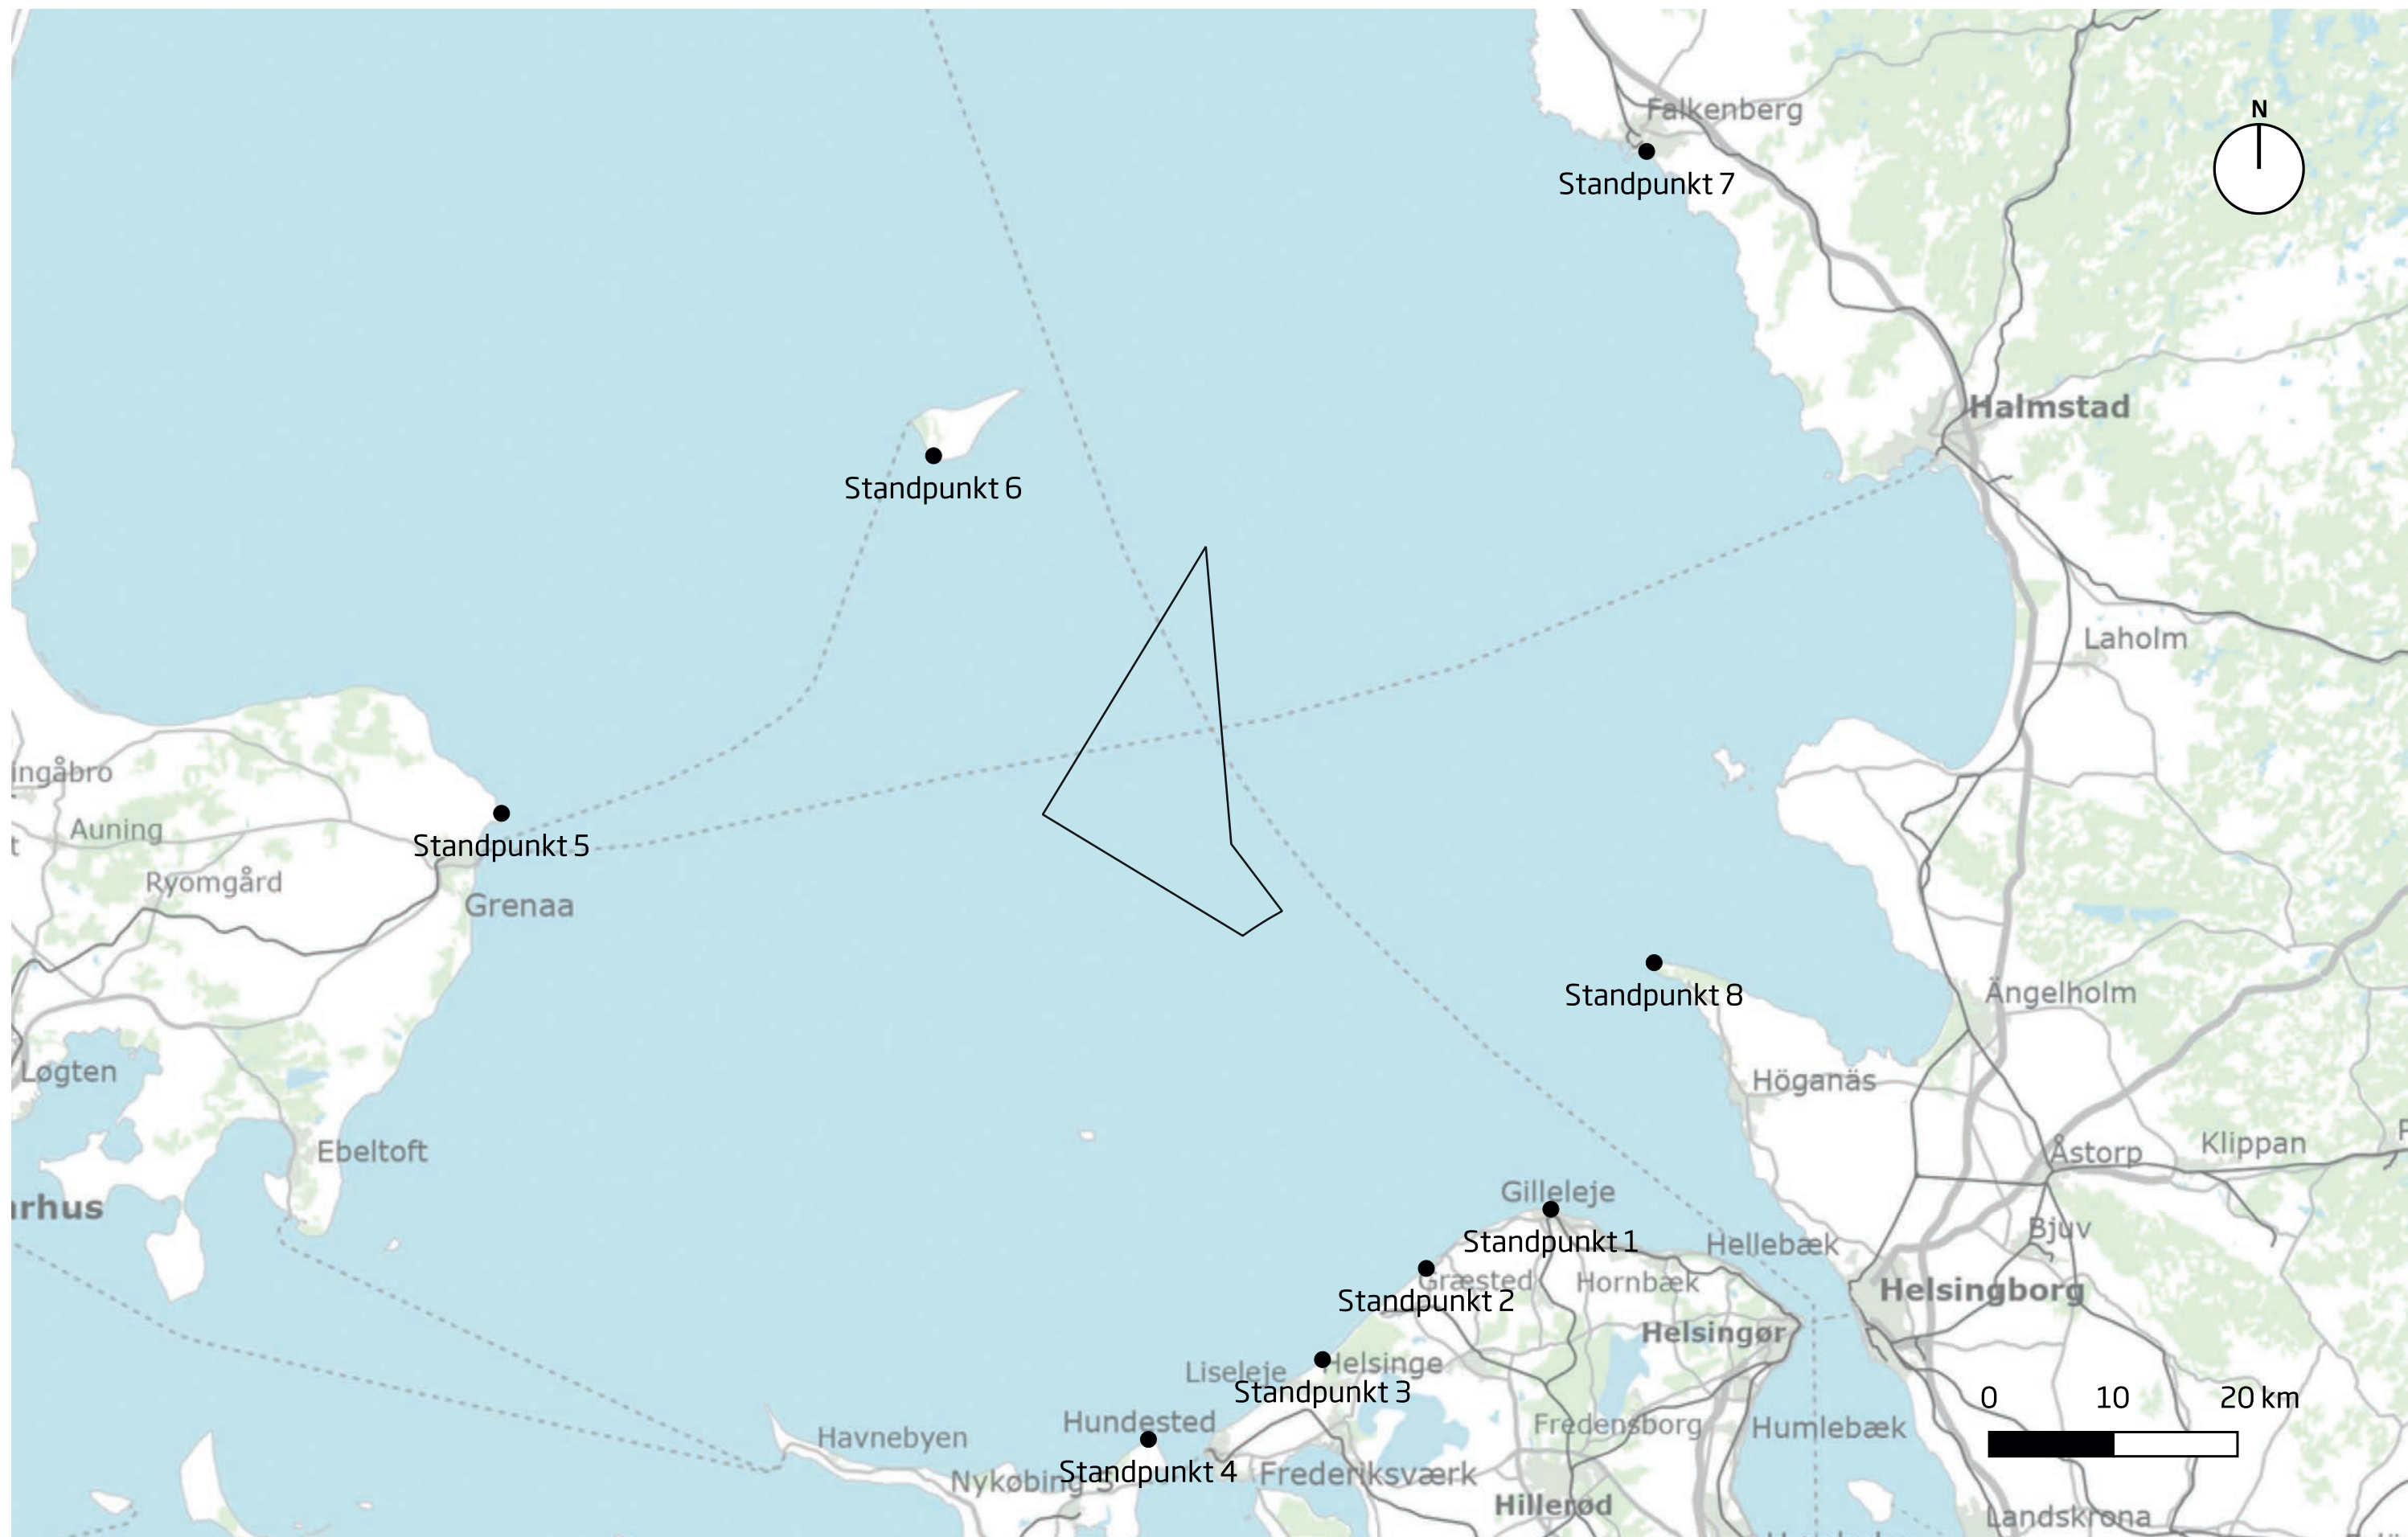 Falkenberg
N
Standpunkt 7
Halmstad
Standpunkt 6
Laholm
ingåbro
Auning
t
Standpunkt 5
Ryomgård
Grenaa
Standpunkt 8
Ängelholm
Løgten
Höganäs
Ebeltoft
Åstorp
Klippan
Gilleleje
arhus
Bjuv
Standpunkt 1
Hellebæk
Græsted
Hornbæk
Helsingborg
Standpunkt 2
Helsingør
Liseleje
Helsinge
Standpunkt 3
0 10 20 km
Hundested
Havnebyen
Fredensborg
Humlebæk
Standpunkt 4
Nykøbing S
Frederiksværk
Hillerød
Landskrona